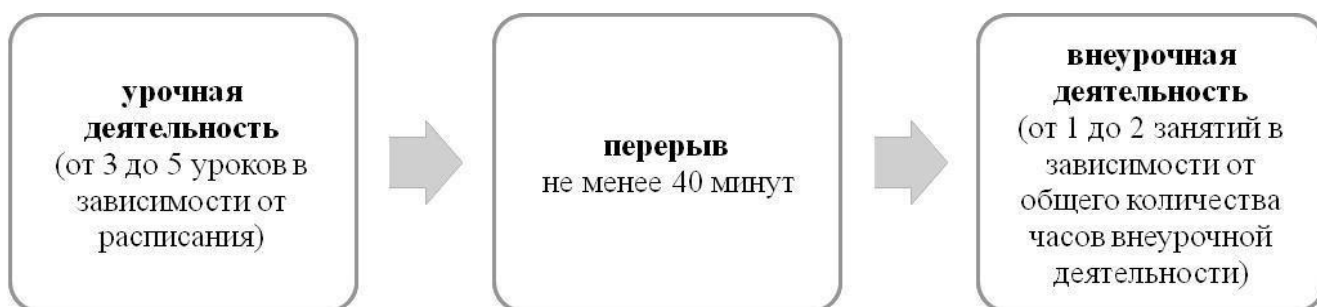 урочная
деятельность
(от 3 до 5 уроков в
зависимости от
расписания)
перерыв
не менее 40 минут
внеурочная
деятельность
(от 1 до 2 занятий в
зависимости от
общего количества
часов внеурочной
деятельности)